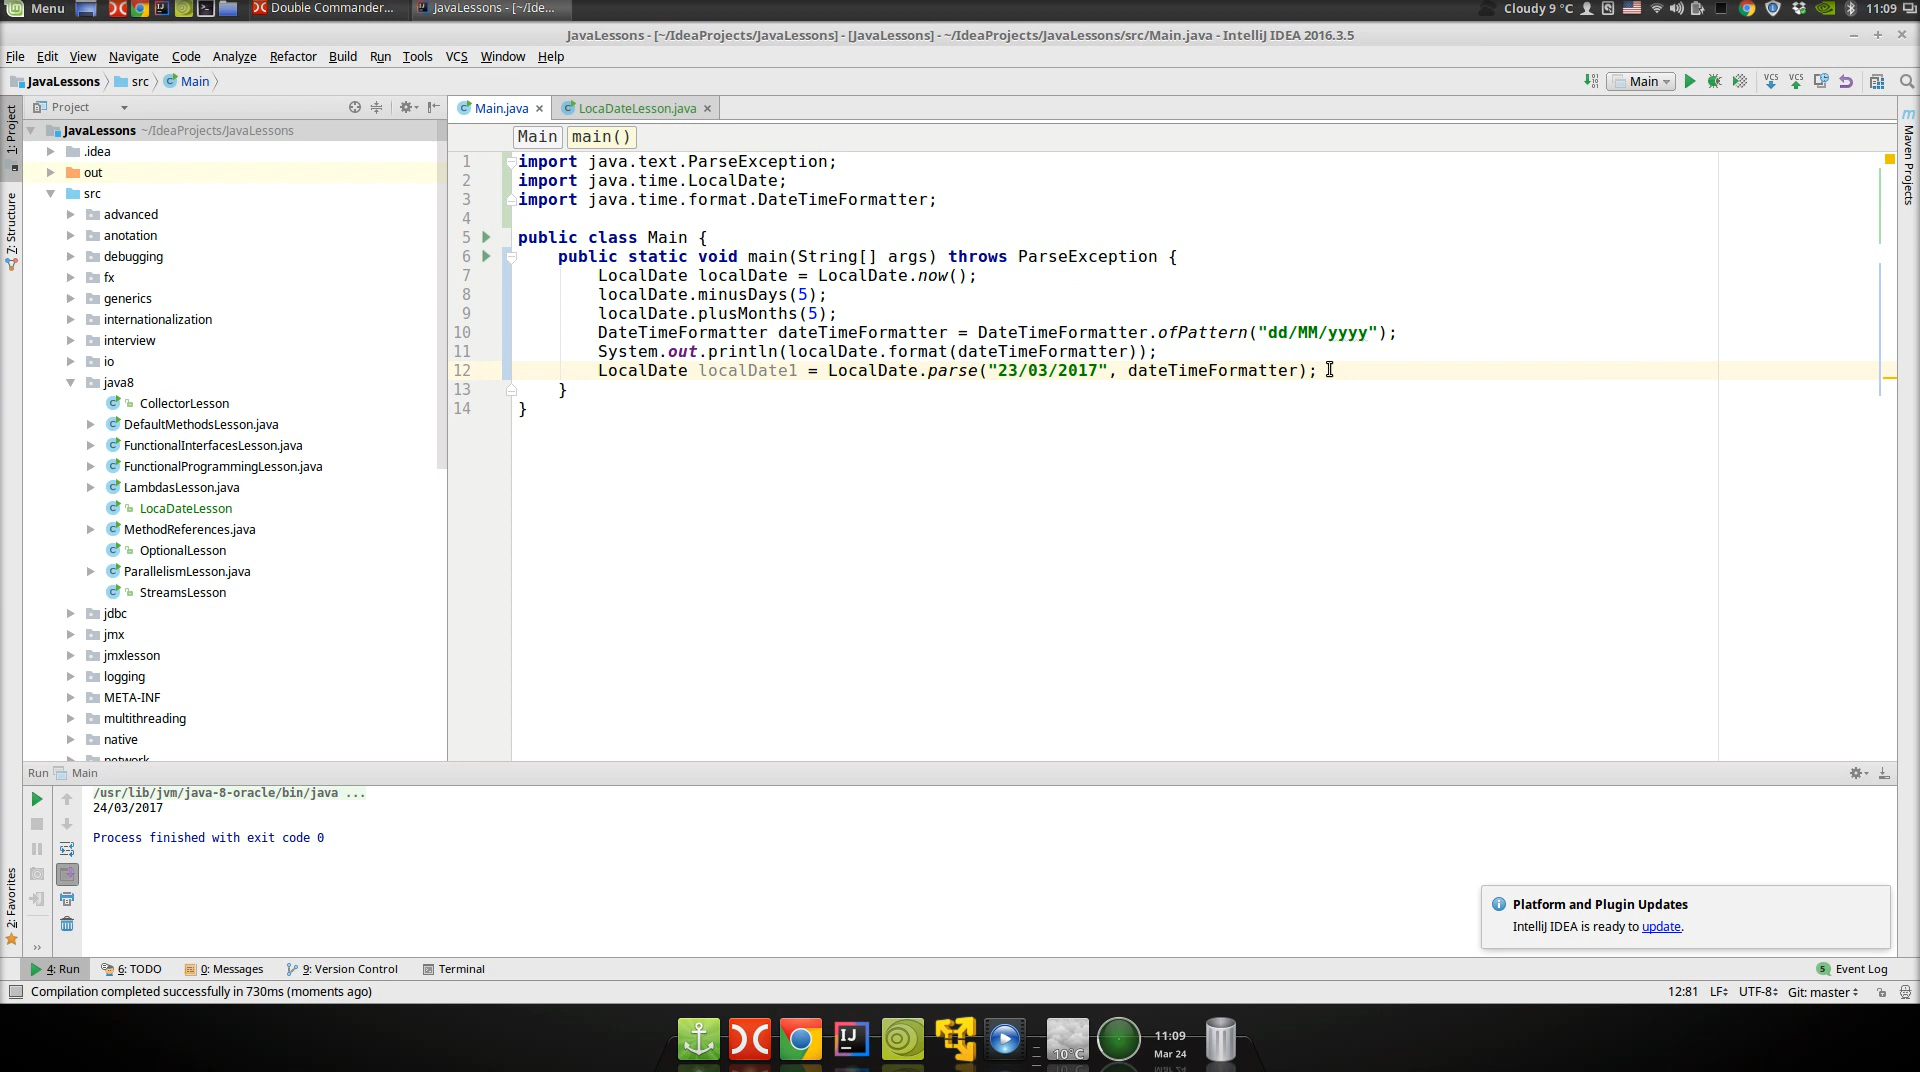 Menu
Double Commander...
JavaLessons - [~/Ide...
Cloudy 9 °C
11:09
JavaLessons - [~/IdeaProjects/JavaLessons] - [JavaLessons] - ~/IdeaProjects/JavaLessons/src/Main.java - IntelliJ IDEA 2016.3.5
File Edit View Navigate Code Analyze Refactor Build Run Tools VCS Window Help
JavaLessons src Main
Main
VCS VCS
1: Project
Z: Structure
2: Favorites
Maven Projects
Project
JavaLessons ~/IdeaProjects/JavaLessons
.idea
out
src
advanced
anotation
debugging
fx
generics
internationalization
interview
io
java8
CollectorLesson
DefaultMethodsLesson.java
FunctionalInterfacesLesson.java
FunctionalProgrammingLesson.java
LambdasLesson.java
LocaDateLesson
MethodReferences.java
OptionalLesson
ParallelismLesson.java
StreamsLesson
jdbc
jmx
jmxlesson
logging
META-INF
multithreading
native
network
Main.java LocaDateLesson.java
Main main()
1 import java.text.ParseException;
2 import java.time.LocalDate;
3 import java.time.format.DateTimeFormatter;
4
5 public class Main {
6 public static void main(String[] args) throws ParseException {
7 LocalDate localDate = LocalDate.now();
8 localDate.minusDays(5);
9 localDate.plusMonths(5);
10 DateTimeFormatter dateTimeFormatter = DateTimeFormatter.ofPattern("dd/MM/yyyy");
11 System.out.println(localDate.format(dateTimeFormatter));
12 LocalDate localDate1 = LocalDate.parse("23/03/2017", dateTimeFormatter);
13 }
14 }
Run Main
/usr/lib/jvm/java-8-oracle/bin/java ...
24/03/2017
Process finished with exit code 0
Platform and Plugin Updates
IntelliJ IDEA is ready to update.
4: Run 6: TODO 0: Messages 9: Version Control Terminal
5 Event Log
Compilation completed successfully in 730ms (moments ago)
12:81 LF UTF-8 Git: master
IJ
10°C
11:09
Mar 24